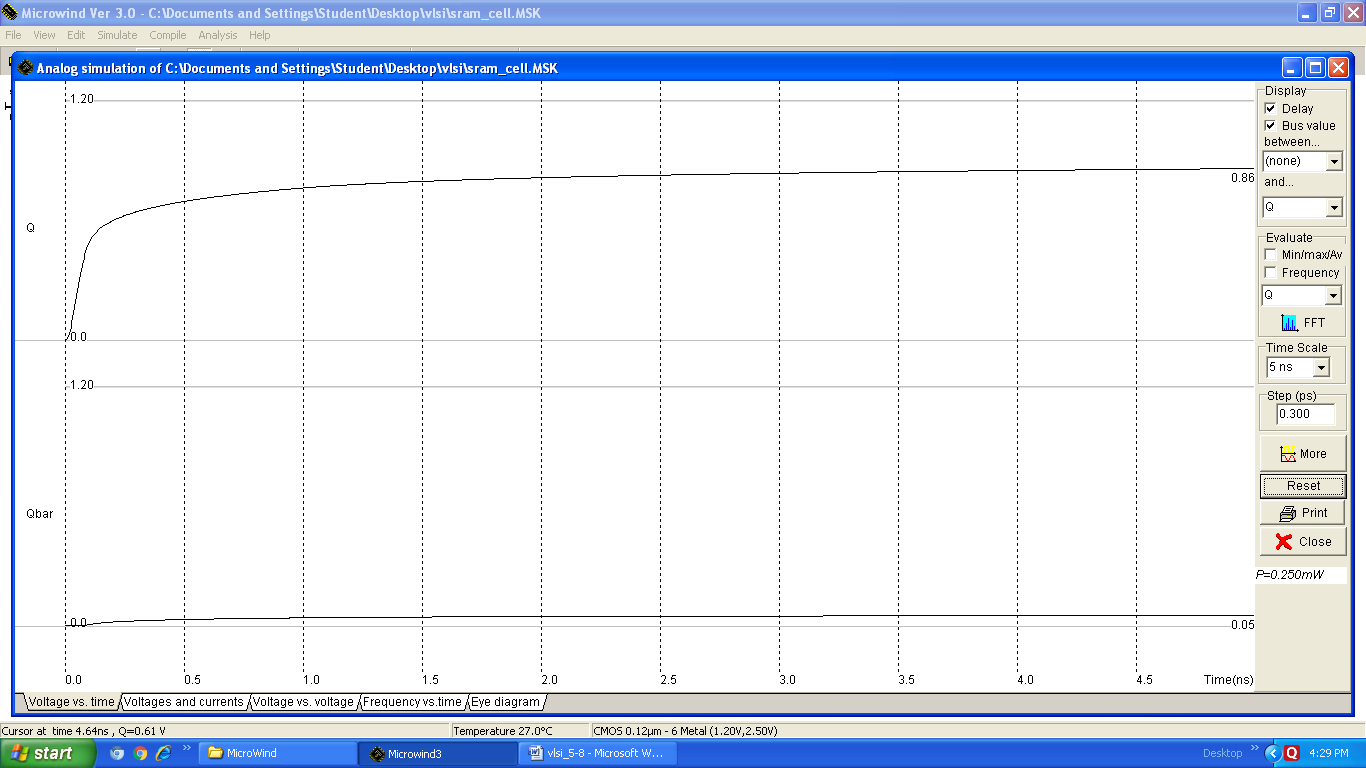 Microwind Ver 3.0 - C:\Documents and Settings\Student\Desktop\vlsi\sram_cell.MSK
File View Edit Simulate Compile Analysis Help
Analog simulation of C:\Documents and Settings\Student\Desktop\vlsi\sram_cell.MSK
1.20
0.86
Q
0.0
1.20
Qbar
0.0
0.05
0.0 0.5 1.0 1.5 2.0 2.5 3.0 3.5 4.0 4.5 Time(ns)
Display
Delay
Bus value
between...
(none)
and...
Q
Evaluate
Min/max/Av
Frequency
Q
FFT
Time Scale
5 ns
Step (ps)
0.300
More
Reset
Print
Close
P=0.250mW
Voltage vs. time Voltages and currents Voltage vs. voltage Frequency vs.time Eye diagram
Cursor at time 4.64ns , Q=0.61 V Temperature 27.0°C CMOS 0.12µm - 6 Metal (1.20V,2.50V)
start MicroWind Microwind3 vlsi_5-8 - Microsoft W... Desktop 4:29 PM